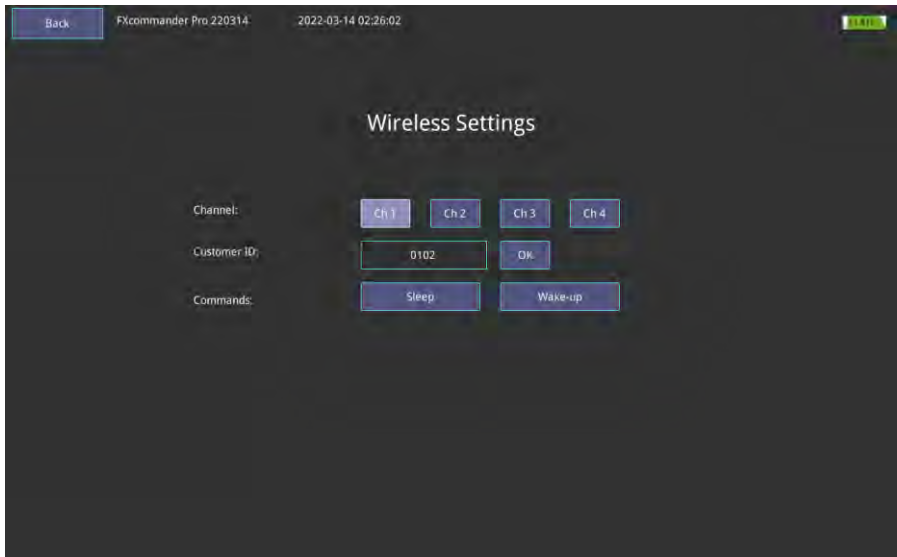 Back FXcommander Pro 220314 2022-03-14 02:26:02
Wireless Settings
Channel: Ch 1 Ch 2 Ch 3 Ch 4
Customer ID: 0102 OK
Commands: Sleep Wake-up